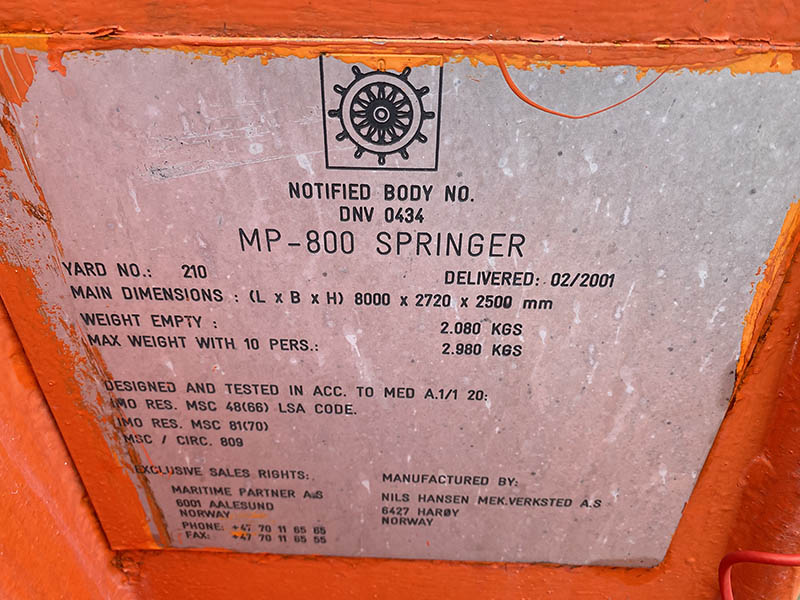 NOTIFIED BODY NO.
DNV 0434
MP-800 SPRINGER
YARD NO.: 210 DELIVERED: 02/2001
MAIN DIMENSIONS : (L x B x H) 8000 x 2720 x 2500 mm
WEIGHT EMPTY : 2.080 KGS
MAX WEIGHT WITH 10 PERS.: 2.980 KGS
DESIGNED AND TESTED IN ACC. TO MED A.1/1 20:
IMO RES. MSC 48(66) LSA CODE.
IMO RES. MSC 81(70)
MSC / CIRC. 809
EXCLUSIVE SALES RIGHTS:
MARITIME PARTNER A.S
6001 AALESUND
NORWAY
PHONE: +47 70 11 65 65
FAX: +47 70 11 65 55
MANUFACTURED BY:
NILS HANSEN MEK.VERKSTED A.S
6427 HARØY
NORWAY